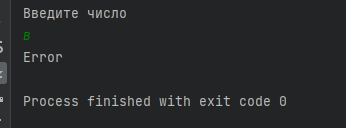 Введите число
в
Error
Process finished with exit code 0